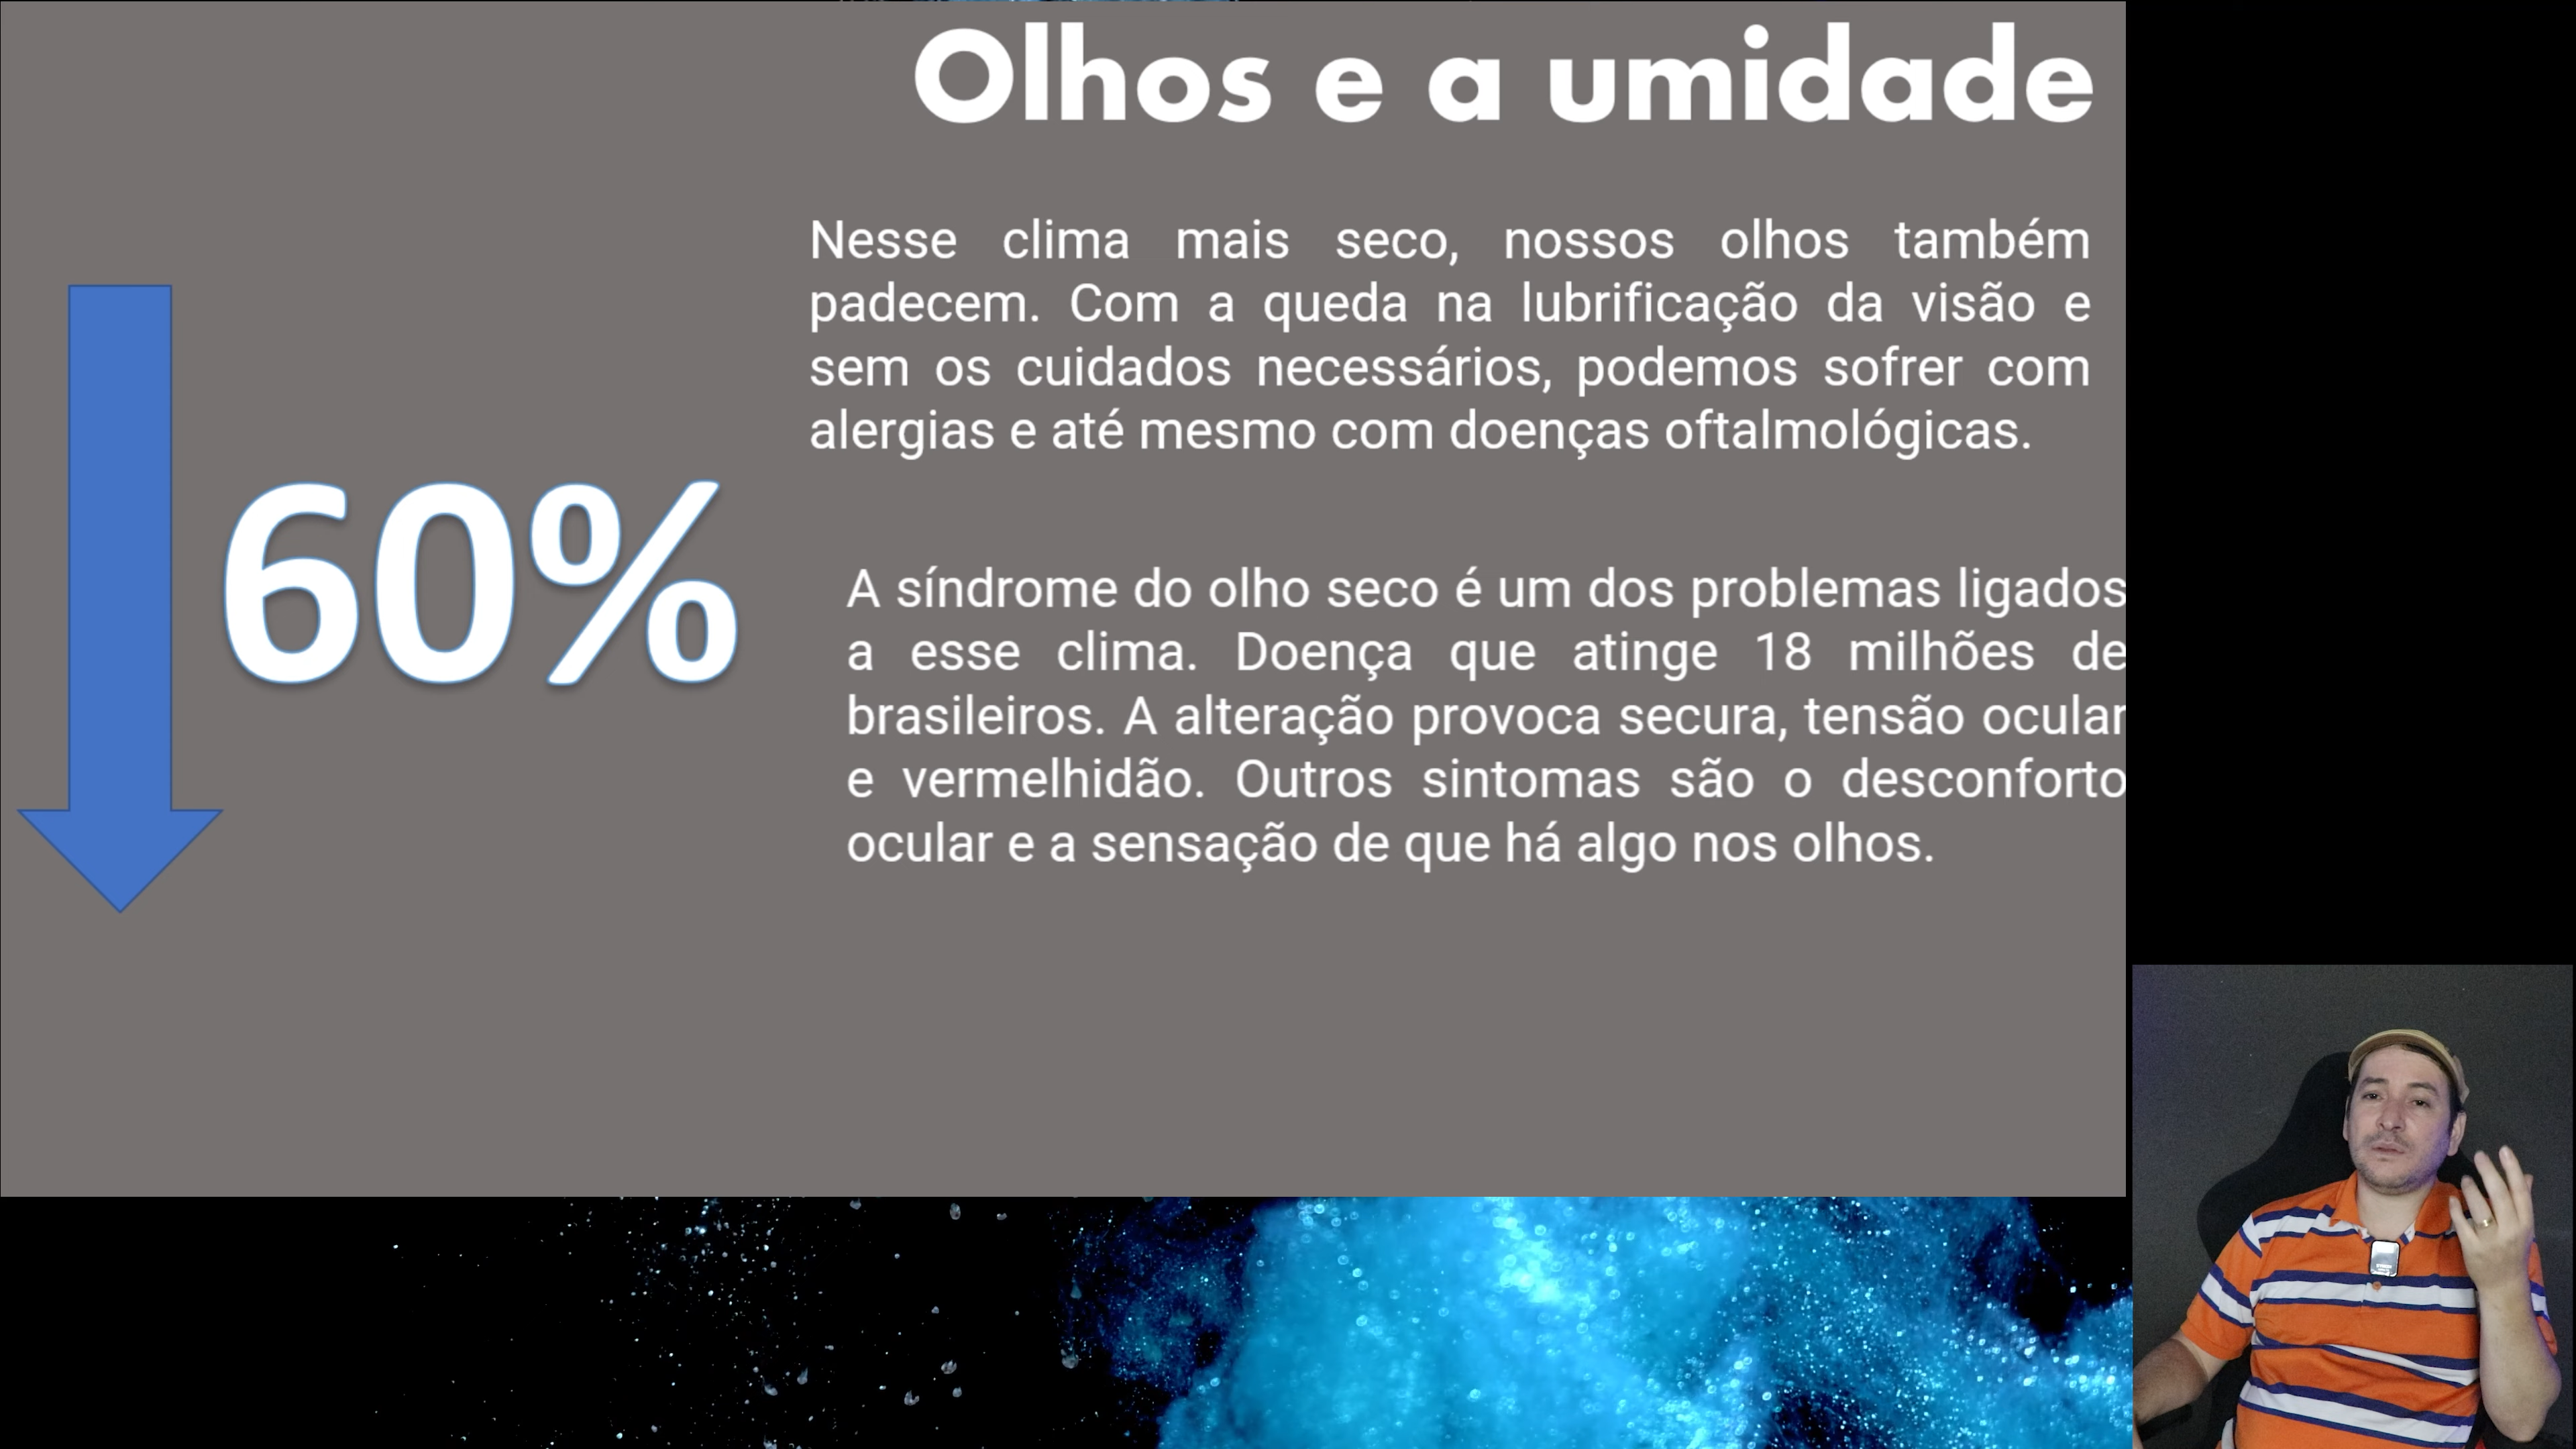 Olhos e a umidade
Nesse clima mais seco, nossos olhos também
padecem. Com a queda na lubrificação da visão e
sem os cuidados necessários, podemos sofrer com
alergias e até mesmo com doenças oftalmológicas.
60%
A síndrome do olho seco é um dos problemas ligados
a esse clima. Doença que atinge 18 milhões de
brasileiros. A alteração provoca secura, tensão ocular
e vermelhidão. Outros sintomas são o desconforto
ocular e a sensação de que há algo nos olhos.